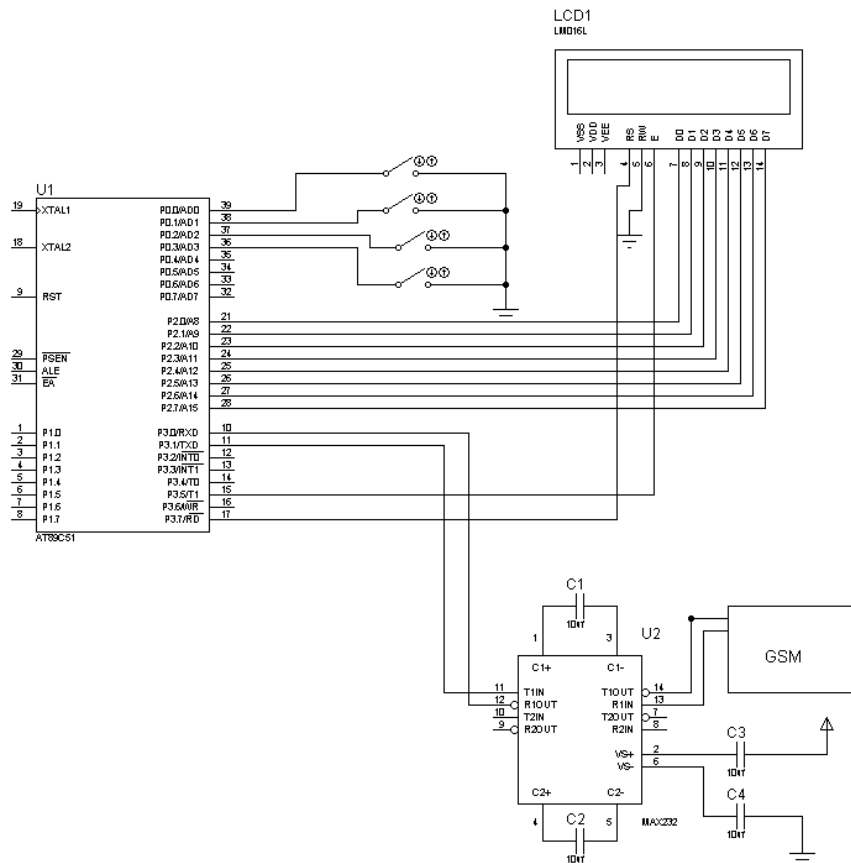 LCD1
LM016L
VSS
VDD
VEE
RS
RW
E
D0
D1
D2
D3
D4
D5
D6
D7
1
2
3
4
5
6
7
8
9
10
11
12
13
14
U1
19 XTAL1
18 XTAL2
9 RST
29 PSEN
30 ALE
31 EA
1 P1.0
2 P1.1
3 P1.2
4 P1.3
5 P1.4
6 P1.5
7 P1.6
8 P1.7
P0.0/AD0 39
P0.1/AD1 38
P0.2/AD2 37
P0.3/AD3 36
P0.4/AD4 35
P0.5/AD5 34
P0.6/AD6 33
P0.7/AD7 32
P2.0/A8 21
P2.1/A9 22
P2.2/A10 23
P2.3/A11 24
P2.4/A12 25
P2.5/A13 26
P2.6/A14 27
P2.7/A15 28
P3.0/RXD 10
P3.1/TXD 11
P3.2/INT0 12
P3.3/INT1 13
P3.4/T0 14
P3.5/T1 15
P3.6/WR 16
P3.7/RD 17
AT89C51
C1
10uF
U2
1
3
C1+
C1-
11 T1IN
12 R1OUT
10 T2IN
9 R2OUT
T1OUT 14
R1IN 13
T2OUT 7
R2IN 8
VS+ 2
VS- 6
C2+
C2-
4
5
MAX232
C2
10uF
GSM
C3
10uF
C4
10uF